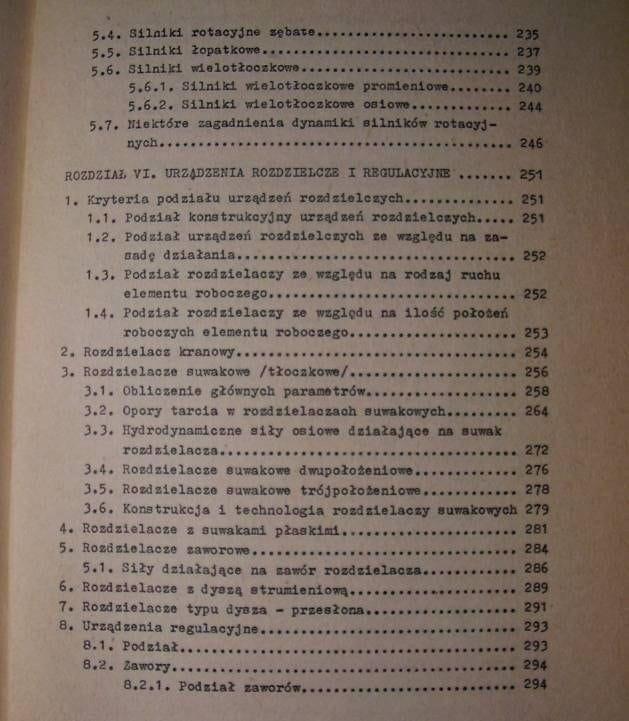 5.4. Silniki rotacyjne zębate........................ 235
5.5. Silniki łopatkowe............................... 237
5.6. Silniki wielotłoczkowe.......................... 239
5.6.1. Silniki wielotłoczkowe promieniowe........ 240
5.6.2. Silniki wielotłoczkowe osiowe............. 244
5.7. Niektóre zagadnienia dynamiki silników rotacyj-
nych............................................ 246
ROZDZIAŁ VI. URZĄDZENIA ROZDZIELCZE I REGULACYJNE ....... 251
1. Kryteria podziału urządzeń rozdzielczych.............. 251
1.1. Podział konstrukcyjny urządzeń rozdzielczych..... 251
1.2. Podział urządzeń rozdzielczych ze względu na za-
sadę działania................................... 252
1.3. Podział rozdzielaczy ze względu na rodzaj ruchu
elementu roboczego............................... 252
1.4. Podział rozdzielaczy ze względu na ilość położeń
roboczych elementu roboczego..................... 253
2. Rozdzielacz kranowy................................... 254
3. Rozdzielacze suwakowe /tłoczkowe/..................... 256
3.1. Obliczenie głównych parametrów................... 258
3.2. Opory tarcia w rozdzielaczach suwakowych......... 264
3.3. Hydrodynamiczne siły osiowe działające na suwak
rozdzielacza..................................... 272
3.4. Rozdzielacze suwakowe dwupołożeniowe............. 276
3.5. Rozdzielacze suwakowe trójpołożeniowe............ 278
3.6. Konstrukcja i technologia rozdzielaczy suwakowych 279
4. Rozdzielacze z suwakami płaskimi...................... 281
5. Rozdzielacze zaworowe................................. 284
5.1. Siły działające na zawór rozdzielacza............ 286
6. Rozdzielacze z dyszą strumieniową..................... 289
7. Rozdzielacze typu dysza - przesłona................... 291
8. Urządzenia regulacyjne................................ 293
8.1. Podział.......................................... 293
8.2. Zawory........................................... 294
8.2.1. Podział zaworów............................ 294